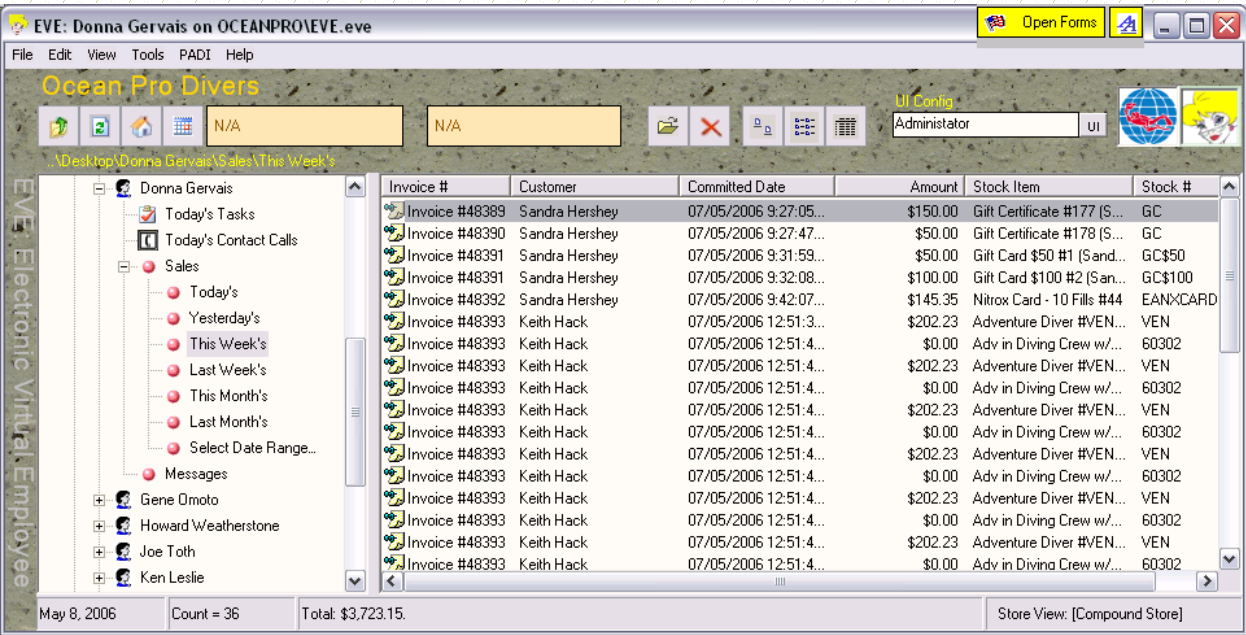 EVE: Donna Gervais on OCEANPRO\EVE.eve
Open Forms
A
File Edit View Tools PADI Help
Ocean Pro Divers
N/A N/A
UI Config
Administator UI
..\Desktop\Donna Gervais\Sales\This Week's
EVE: Electronic Virtual Employee
Donna Gervais
Today's Tasks
Today's Contact Calls
Sales
Today's
Yesterday's
This Week's
Last Week's
This Month's
Last Month's
Select Date Range...
Messages
Gene Omoto
Howard Weatherstone
Joe Toth
Ken Leslie
Invoice # Customer Committed Date Amount Stock Item Stock #
Invoice #48389 Sandra Hershey 07/05/2006 9:27:05... $150.00 Gift Certificate #177 (S... GC
Invoice #48390 Sandra Hershey 07/05/2006 9:27:47... $50.00 Gift Certificate #178 (S... GC
Invoice #48391 Sandra Hershey 07/05/2006 9:31:59... $50.00 Gift Card $50 #1 (Sand... GC$50
Invoice #48391 Sandra Hershey 07/05/2006 9:32:08... $100.00 Gift Card $100 #2 (San... GC$100
Invoice #48392 Sandra Hershey 07/05/2006 9:42:07... $145.35 Nitrox Card - 10 Fills #44 EANXCARD
Invoice #48393 Keith Hack 07/05/2006 12:51:3... $202.23 Adventure Diver #VEN... VEN
Invoice #48393 Keith Hack 07/05/2006 12:51:4... $0.00 Adv in Diving Crew w/... 60302
Invoice #48393 Keith Hack 07/05/2006 12:51:4... $202.23 Adventure Diver #VEN... VEN
Invoice #48393 Keith Hack 07/05/2006 12:51:4... $0.00 Adv in Diving Crew w/... 60302
Invoice #48393 Keith Hack 07/05/2006 12:51:4... $202.23 Adventure Diver #VEN... VEN
Invoice #48393 Keith Hack 07/05/2006 12:51:4... $0.00 Adv in Diving Crew w/... 60302
Invoice #48393 Keith Hack 07/05/2006 12:51:4... $202.23 Adventure Diver #VEN... VEN
Invoice #48393 Keith Hack 07/05/2006 12:51:4... $0.00 Adv in Diving Crew w/... 60302
Invoice #48393 Keith Hack 07/05/2006 12:51:4... $202.23 Adventure Diver #VEN... VEN
Invoice #48393 Keith Hack 07/05/2006 12:51:4... $0.00 Adv in Diving Crew w/... 60302
Invoice #48393 Keith Hack 07/05/2006 12:51:4... $202.23 Adventure Diver #VEN... VEN
Invoice #48393 Keith Hack 07/05/2006 12:51:4... $0.00 Adv in Diving Crew w/... 60302
May 8, 2006 Count = 36 Total: $3,723.15. Store View: [Compound Store]